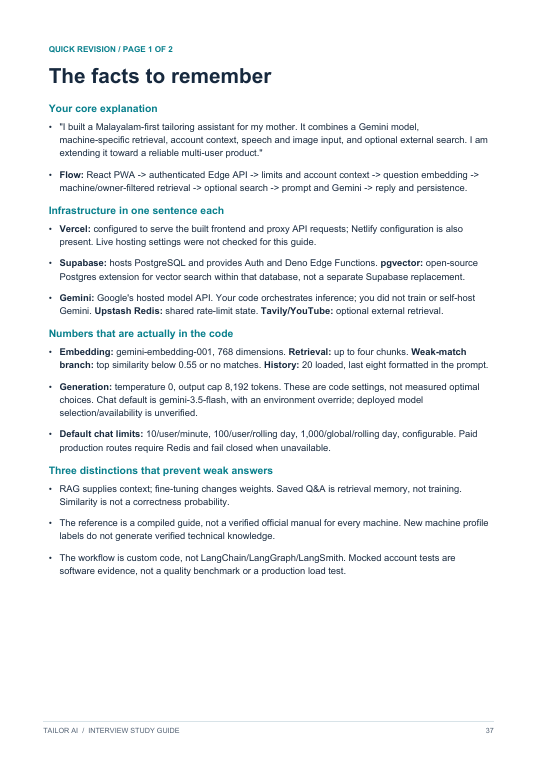 QUICK REVISION / PAGE 1 OF 2
The facts to remember
Your core explanation
• "I built a Malayalam-first tailoring assistant for my mother. It combines a Gemini model,
machine-specific retrieval, account context, speech and image input, and optional external search. I am
extending it toward a reliable multi-user product."
• Flow: React PWA -> authenticated Edge API -> limits and account context -> question embedding ->
machine/owner-filtered retrieval -> optional search -> prompt and Gemini -> reply and persistence.
Infrastructure in one sentence each
• Vercel: configured to serve the built frontend and proxy API requests; Netlify configuration is also
present. Live hosting settings were not checked for this guide.
• Supabase: hosts PostgreSQL and provides Auth and Deno Edge Functions. pgvector: open-source
Postgres extension for vector search within that database, not a separate Supabase replacement.
• Gemini: Google's hosted model API. Your code orchestrates inference; you did not train or self-host
Gemini. Upstash Redis: shared rate-limit state. Tavily/YouTube: optional external retrieval.
Numbers that are actually in the code
• Embedding: gemini-embedding-001, 768 dimensions. Retrieval: up to four chunks. Weak-match
branch: top similarity below 0.55 or no matches. History: 20 loaded, last eight formatted in the prompt.
• Generation: temperature 0, output cap 8,192 tokens. These are code settings, not measured optimal
choices. Chat default is gemini-3.5-flash, with an environment override; deployed model
selection/availability is unverified.
• Default chat limits: 10/user/minute, 100/user/rolling day, 1,000/global/rolling day, configurable. Paid
production routes require Redis and fail closed when unavailable.
Three distinctions that prevent weak answers
• RAG supplies context; fine-tuning changes weights. Saved Q&A is retrieval memory, not training.
Similarity is not a correctness probability.
• The reference is a compiled guide, not a verified official manual for every machine. New machine profile
labels do not generate verified technical knowledge.
• The workflow is custom code, not LangChain/LangGraph/LangSmith. Mocked account tests are
software evidence, not a quality benchmark or a production load test.
TAILOR AI / INTERVIEW STUDY GUIDE
37